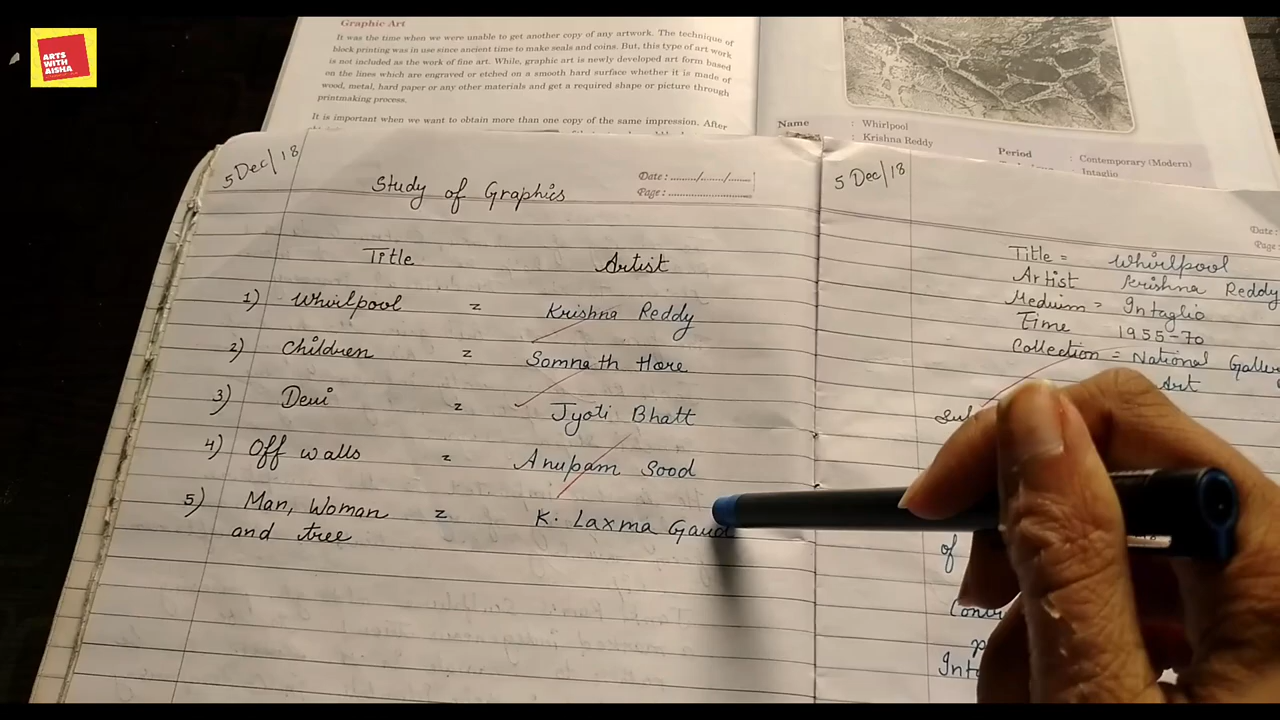 ARTS
WITH
AISHA
Graphic Art
It was the time when we were unable to get another copy of any artwork. The technique of
block printing was in use since ancient time to make seals and coins. But, this type of art work
is not included as the work of fine art. While, graphic art is newly developed art form based
on the lines which are engraved or etched on a smooth hard surface whether it is made of
wood, metal, hard paper or any other materials and get a required shape or picture through
printmaking process.
It is important when we want to obtain more than one copy of the same impression. After
Name : Whirlpool
: Krishna Reddy
Period : Contemporary (Modern)
: Intaglio
5 Dec/18
Study of Graphics
Date : ......../......./.......
Page : ..........................
Title Artist
1) Whirlpool = Krishna Reddy
2) Children = Somnath Hore
3) Devi = Jyoti Bhatt
4) Off walls = Anupam Sood
5) Man, Woman = K. Laxma Gaud
and tree
5 Dec/18
Date :
Page :
Title = Whirlpool
Artist Krishna Reddy
Medium = Intaglio
Time 1955-70
Collection = National
Art
of